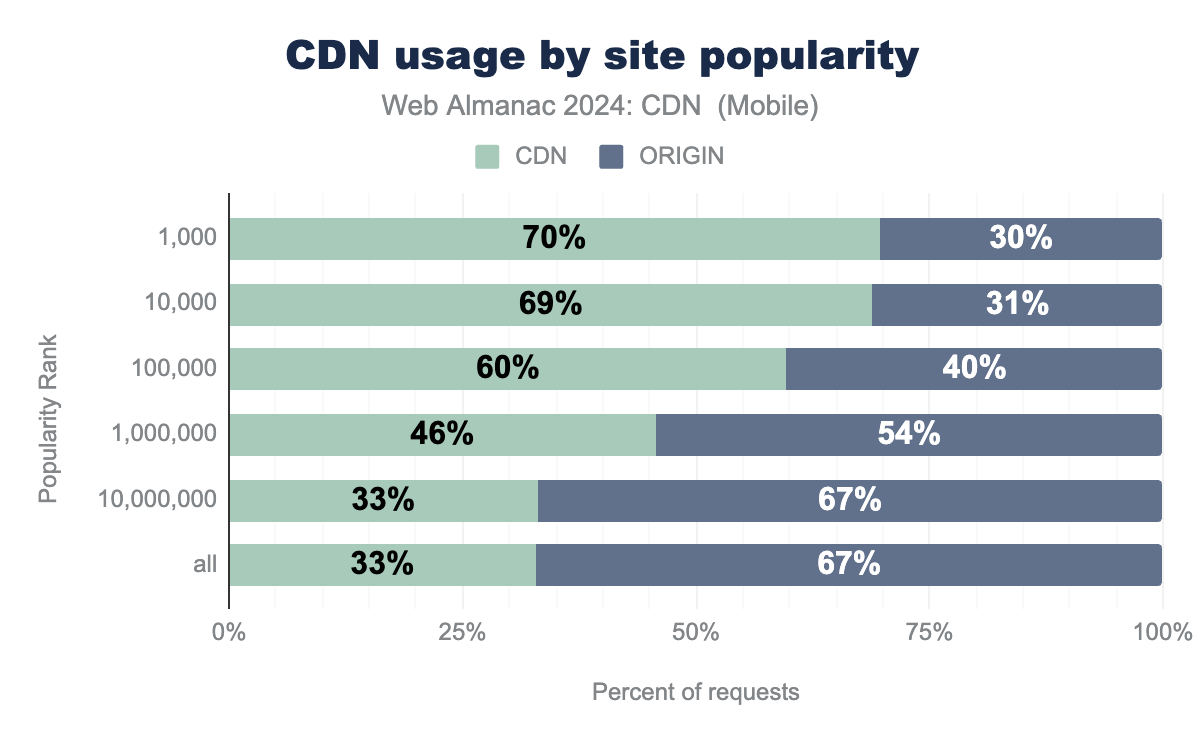 CDN usage by site popularity
Web Almanac 2024: CDN (Mobile)
CDN ORIGIN
Popularity Rank
1,000 70% 30%
10,000 69% 31%
100,000 60% 40%
1,000,000 46% 54%
10,000,000 33% 67%
all 33% 67%
0% 25% 50% 75% 100%
Percent of requests